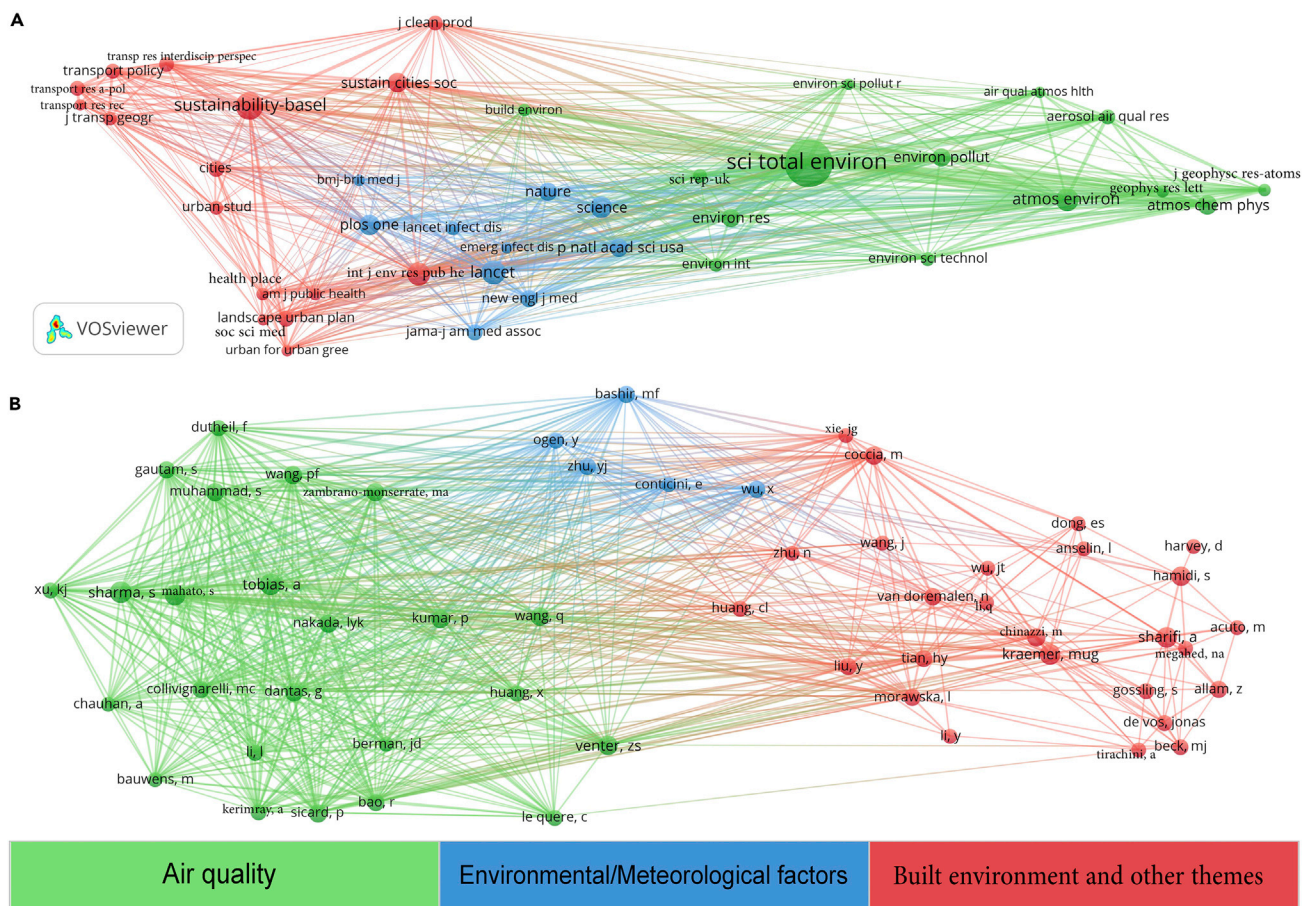 A
j clean prod
transp res interdiscip perspec
transport policy
transport res a-pol
transport res rec
j transp geogr
sustainability-basel
sustain cities soc
build environ
environ sci pollut r
air qual atmos hlth
aerosol air qual res
sci total environ
environ pollut
sci rep-uk
j geophysc res-atoms
geophys res lett
atmos environ
atmos chem phys
cities
bmj-brit med j
nature
science
urban stud
plos one
lancet infect dis
environ res
emerg infect dis
p natl acad sci usa
environ int
environ sci technol
health place
int j env res pub he
lancet
am j public health
new engl j med
landscape urban plan
soc sci med
jama-j am med assoc
urban for urban gree
VOSviewer
B
bashir, mf
dutheil, f
ogen, y
xie, jg
coccia, m
gautam, s
wang, pf
zhu, yj
muhammad, s
zambrano-monserrate, ma
conticini, e
wu, x
dong, es
zhu, n
wang, j
anselin, l
harvey, d
xu, kj
sharma, s
mahato, s
tobias, a
wu, jt
hamidi, s
van doremalen, n
li,q
huang, cl
nakada, lyk
kumar, p
wang, q
chinazzi, m
sharifi, a
acuto, m
megahed, na
liu, y
tian, hy
kraemer, mug
collivignarelli, mc
chauhan, a
dantas, g
huang, x
morawska, l
gossling, s
allam, z
de vos, jonas
li, l
berman, jd
venter, zs
li, y
tirachini, a
beck, mj
bauwens, m
kerimray, a
sicard, p
bao, r
le quere, c
Air quality
Environmental/Meteorological factors
Built environment and other themes